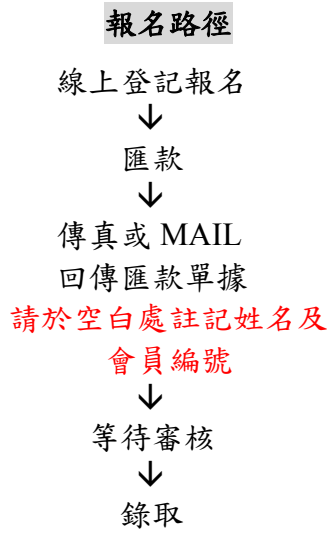 報名路徑
線上登記報名
↓
匯款
↓
傳真或 MAIL
回傳匯款單據
請於空白處註記姓名及
會員編號
↓
等待審核
↓
錄取